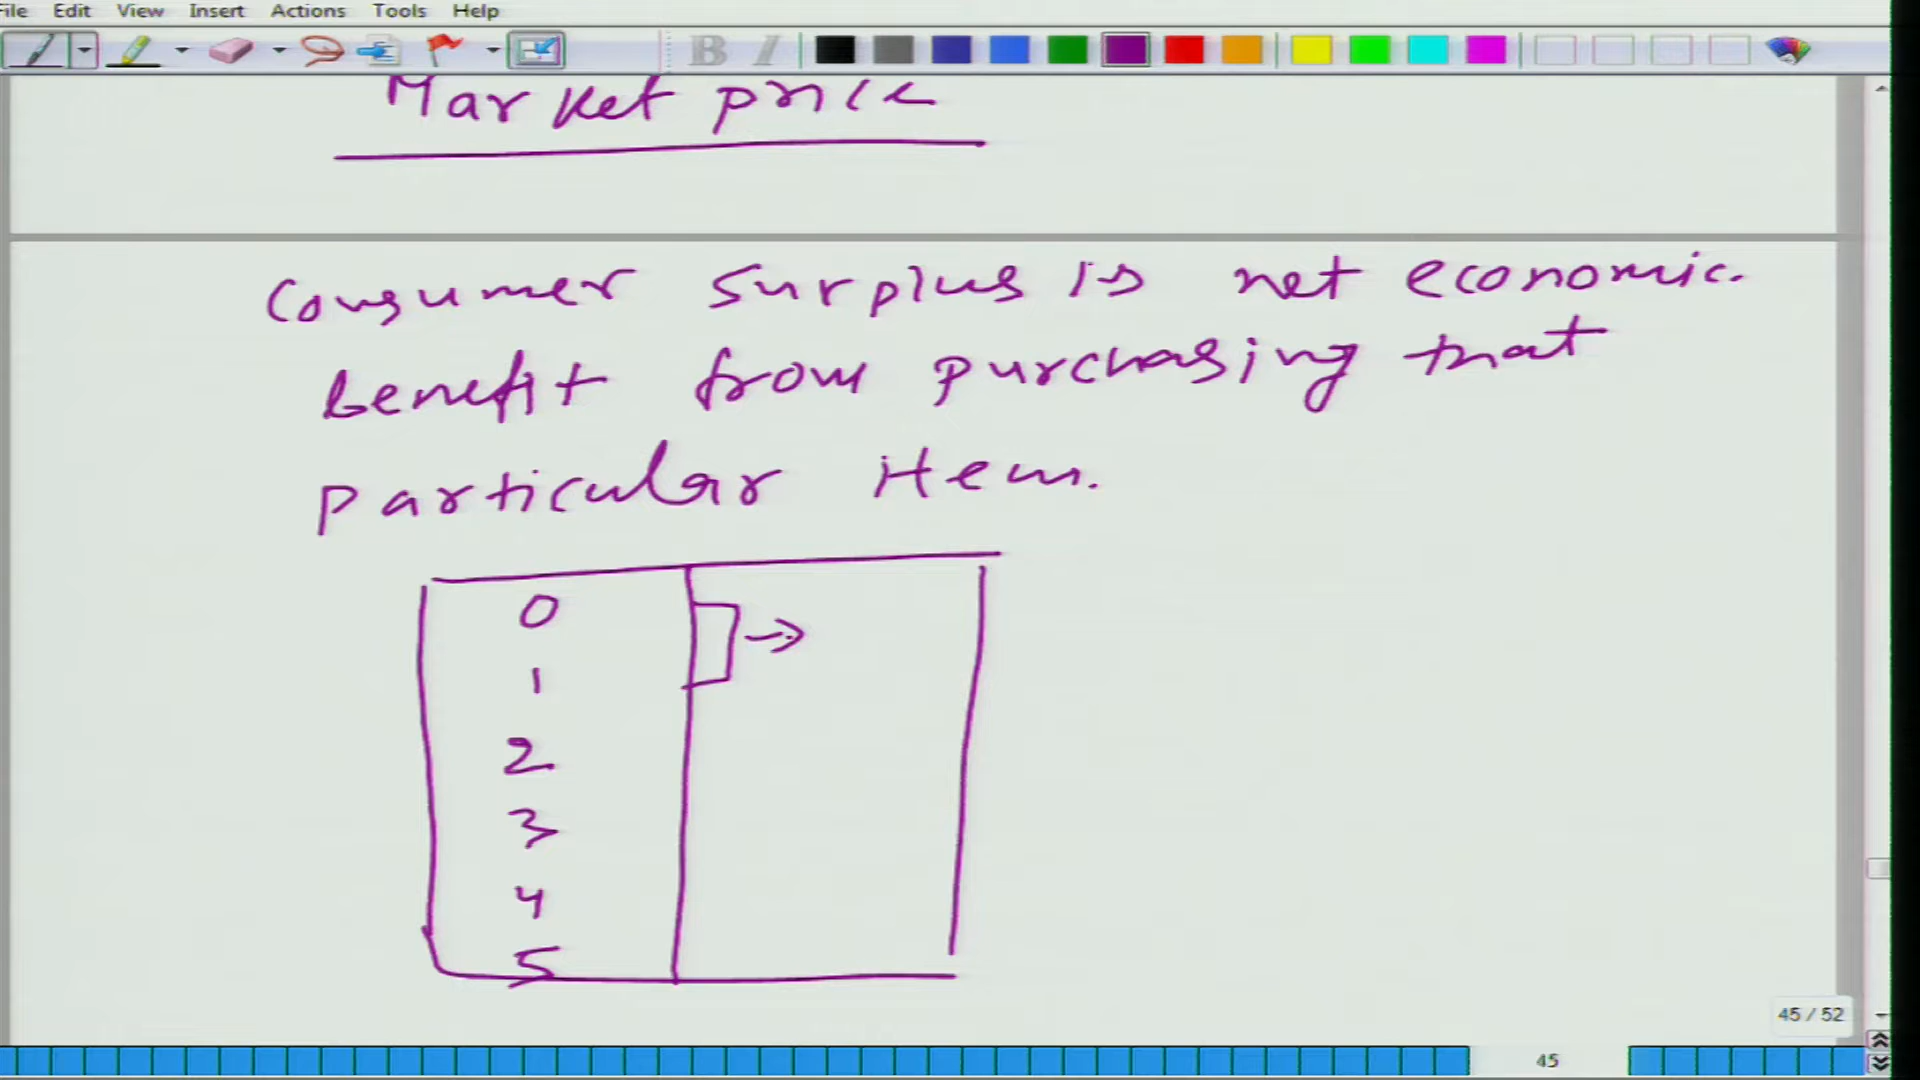 File Edit View Insert Actions Tools Help
B I
Market price
Consumer surplus is net economic.
benefit from purchasing that
particular item.
0
1
2
3
4
5
45 / 52
45